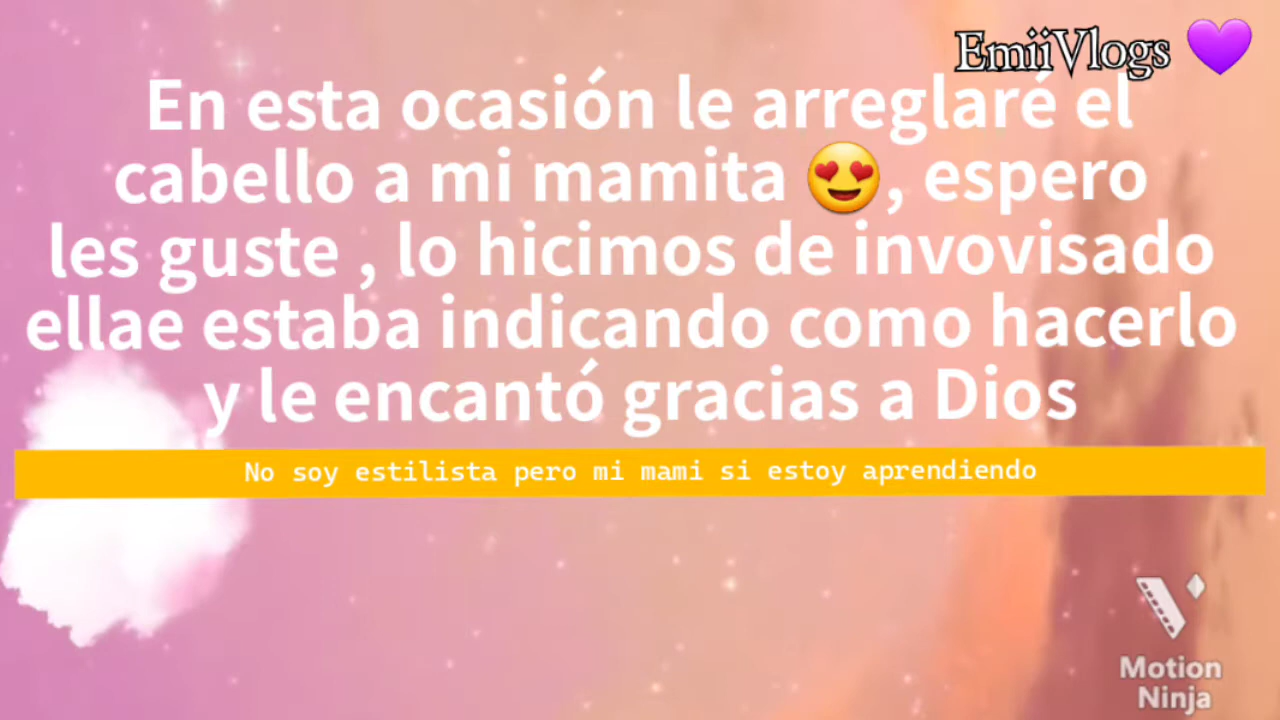 EmiiVlogs 💜
En esta ocasión le arreglaré el
cabello a mi mamita 😍, espero
les guste , lo hicimos de invovisado
ellae estaba indicando como hacerlo
y le encantó gracias a Dios
No soy estilista pero mi mami si estoy aprendiendo
Motion
Ninja